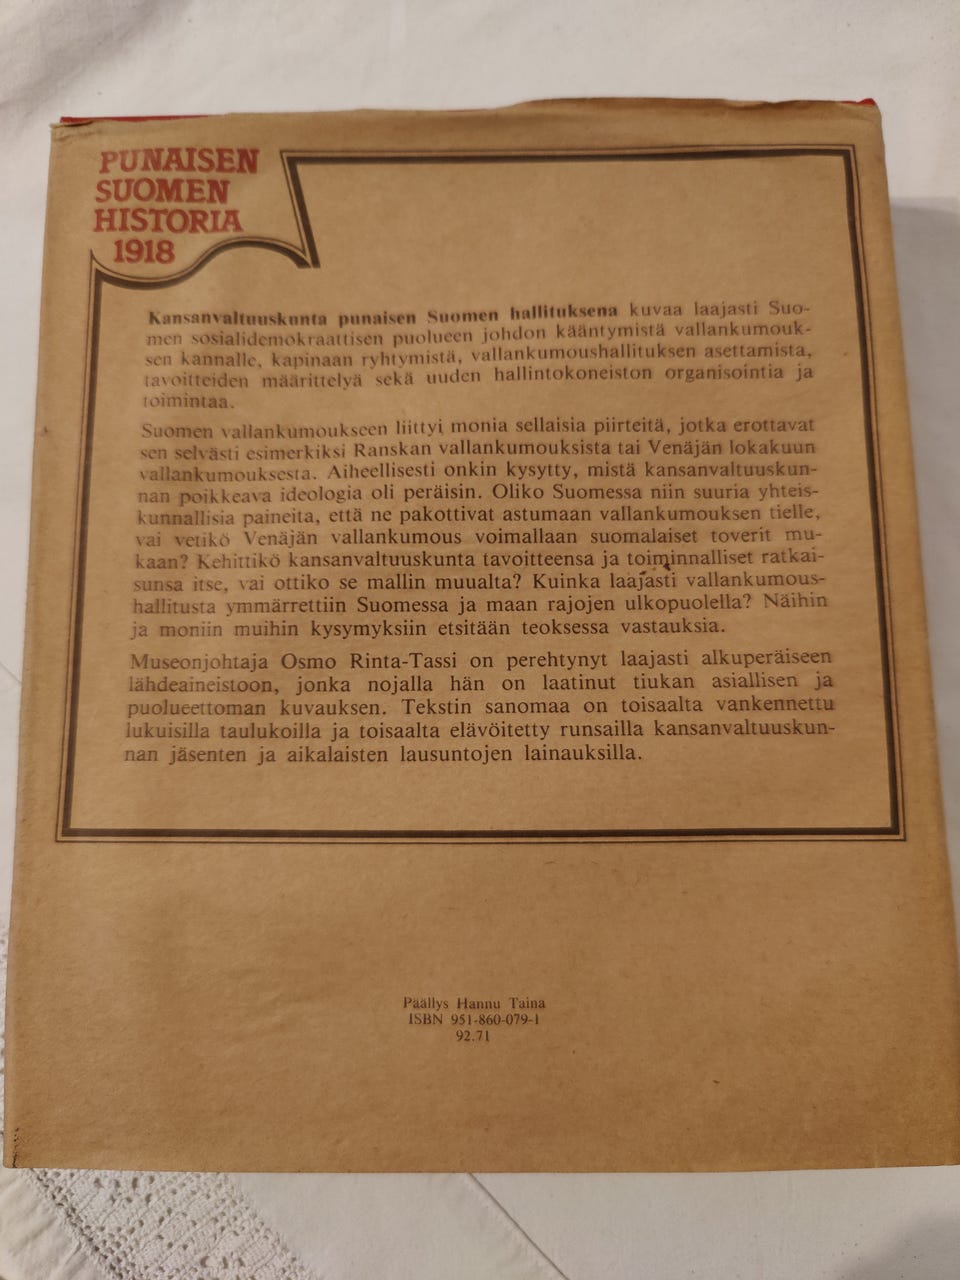 PUNAISEN
SUOMEN
HISTORIA
1918
Kansanvaltuuskunta punaisen Suomen hallituksena kuvaa laajasti Suo-
men sosialidemokraattisen puolueen johdon kääntymistä vallankumouk-
sen kannalle, kapinaan ryhtymistä, vallankumoushallituksen asettamista,
tavoitteiden määrittelyä sekä uuden hallintokoneiston organisointia ja
toimintaa.
Suomen vallankumoukseen liittyi monia sellaisia piirteitä, jotka erottavat
sen selvästi esimerkiksi Ranskan vallankumouksista tai Venäjän lokakuun
vallankumouksesta. Aiheellisesti onkin kysytty, mistä kansanvaltuuskun-
nan poikkeava ideologia oli peräisin. Oliko Suomessa niin suuria yhteis-
kunnallisia paineita, että ne pakottivat astumaan vallankumouksen tielle,
vai vetikö Venäjän vallankumous voimallaan suomalaiset toverit mu-
kaan? Kehittikö kansanvaltuuskunta tavoitteensa ja toiminnalliset ratkai-
sunsa itse, vai ottiko se mallin muualta? Kuinka laajasti vallankumous-
hallitusta ymmärrettiin Suomessa ja maan rajojen ulkopuolella? Näihin
ja moniin muihin kysymyksiin etsitään teoksessa vastauksia.
Museonjohtaja Osmo Rinta-Tassi on perehtynyt laajasti alkuperäiseen
lähdeaineistoon, jonka nojalla hän on laatinut tiukan asiallisen ja
puolueettoman kuvauksen. Tekstin sanomaa on toisaalta vankennettu
lukuisilla taulukoilla ja toisaalta elävöitetty runsailla kansanvaltuuskun-
nan jäsenten ja aikalaisten lausuntojen lainauksilla.
Päällys Hannu Taina
ISBN 951-860-079-1
92.71